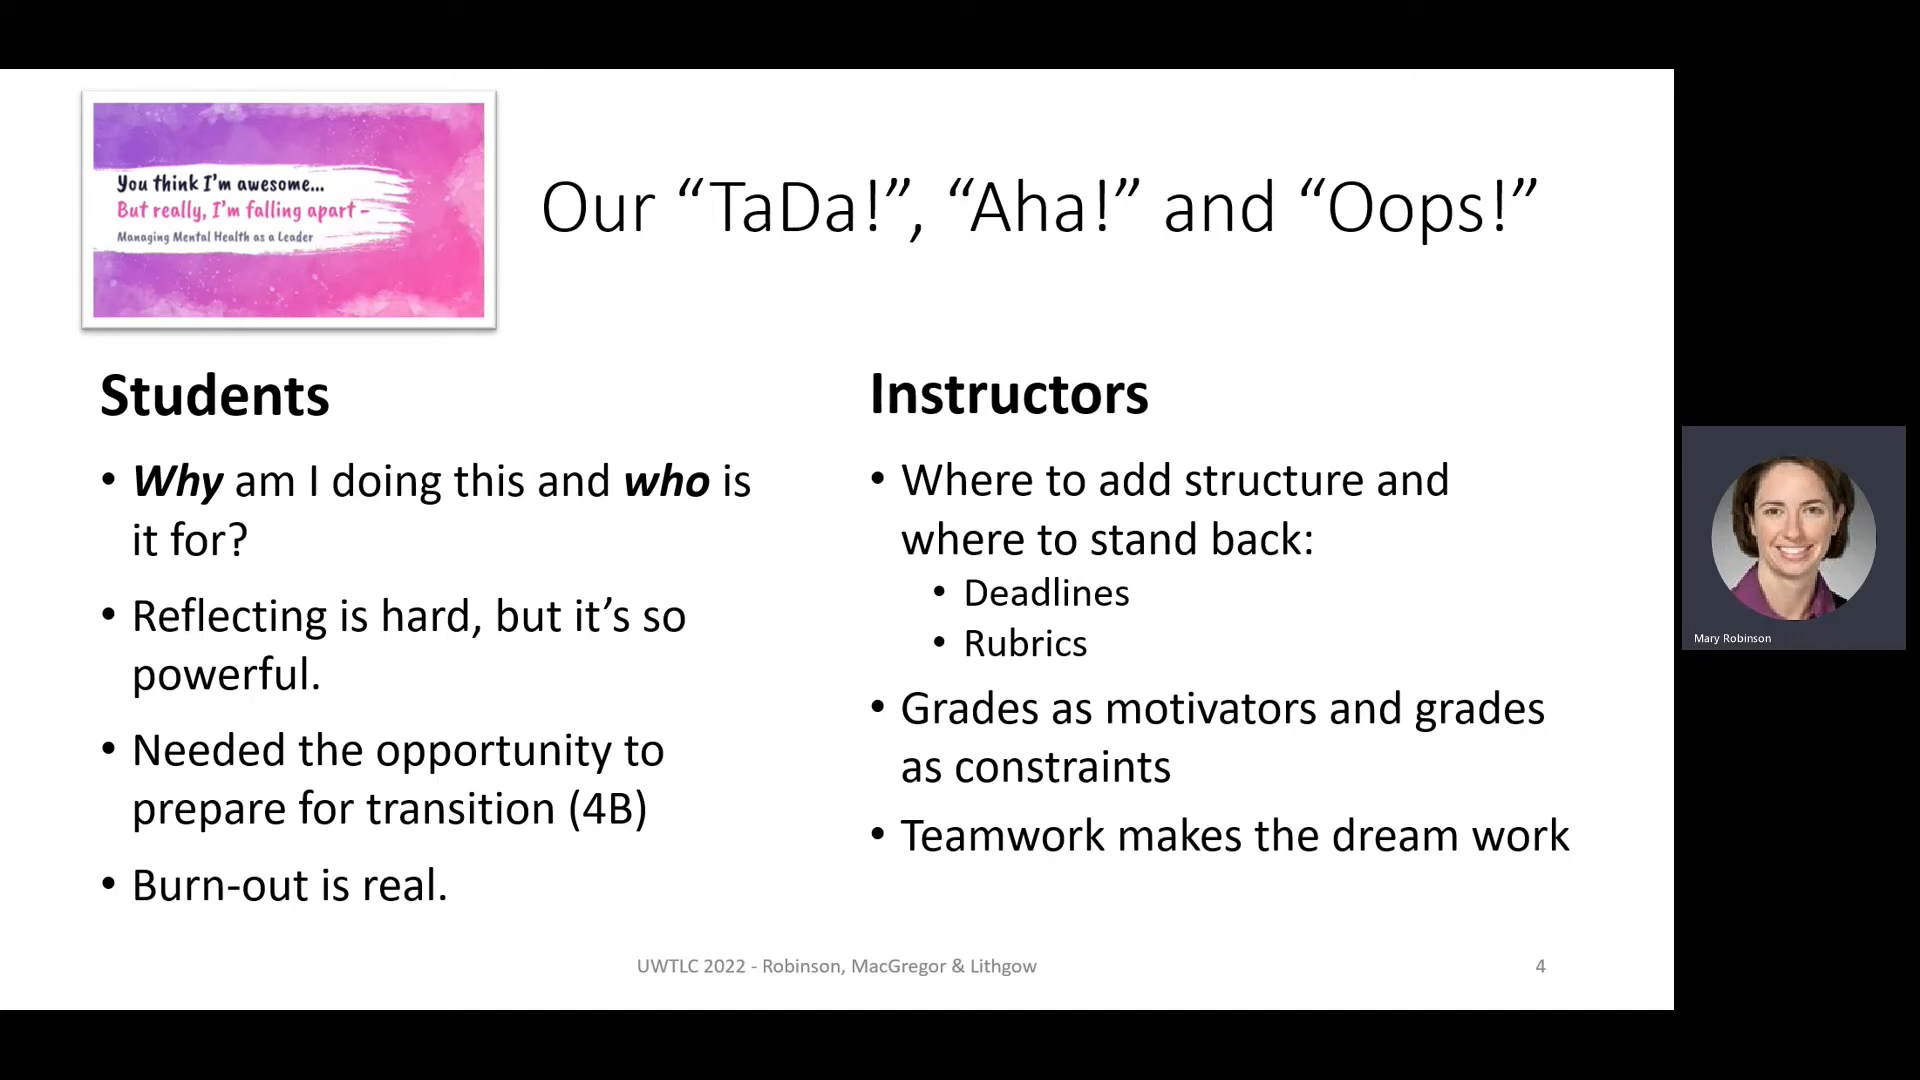 You think I'm awesome...
But really, I'm falling apart -
Managing Mental Health as a Leader
Our “TaDa!”, “Aha!” and “Oops!”
Students
• Why am I doing this and who is
it for?
• Reflecting is hard, but it’s so
powerful.
• Needed the opportunity to
prepare for transition (4B)
• Burn-out is real.
Instructors
• Where to add structure and
where to stand back:
• Deadlines
• Rubrics
• Grades as motivators and grades
as constraints
• Teamwork makes the dream work
UWTLC 2022 - Robinson, MacGregor & Lithgow
4
Mary Robinson